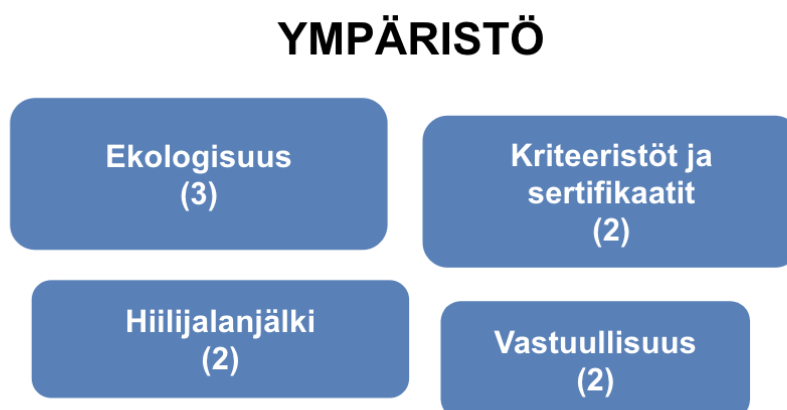 YMPÄRISTÖ
Ekologisuus
(3)
Kriteeristöt ja
sertifikaatit
(2)
Hiilijalanjälki
(2)
Vastuullisuus
(2)